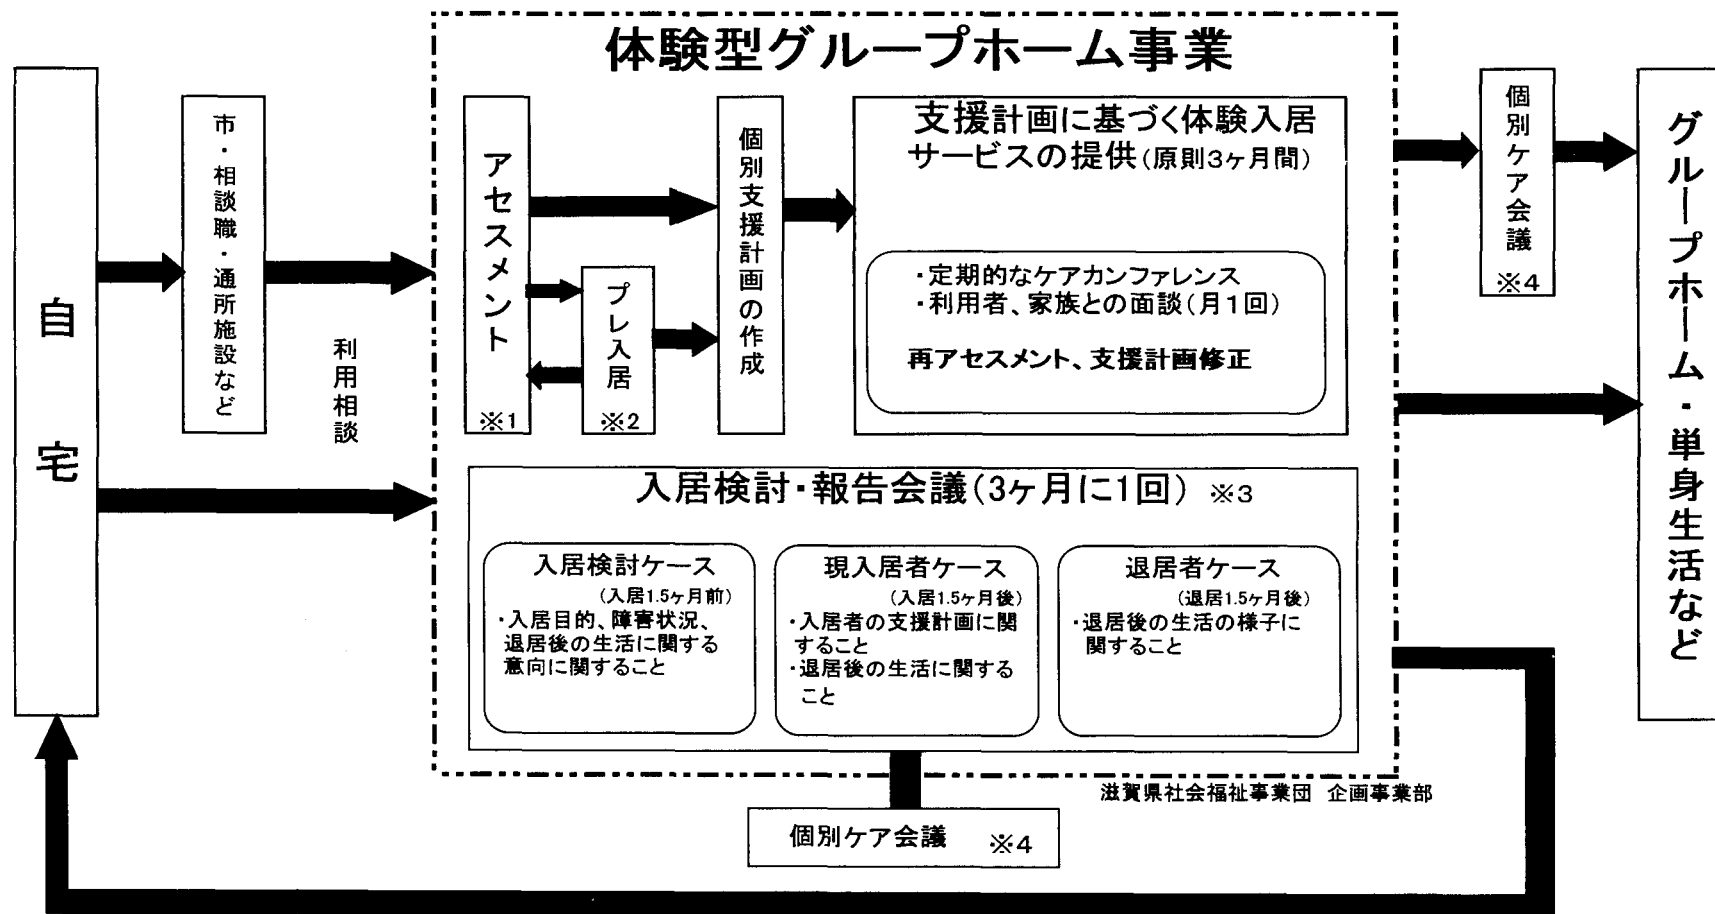 体験型グループホーム事業
自宅
市・相談職・通所施設など
利用相談
アセスメント
※1
プレ入居
※2
個別支援計画の作成
支援計画に基づく体験入居
サービスの提供(原則3ヶ月間)
・定期的なケアカンファレンス
・利用者、家族との面談(月1回)
再アセスメント、支援計画修正
入居検討・報告会議(3ヶ月に1回) ※3
入居検討ケース
(入居1.5ヶ月前)
・入居目的、障害状況、
退居後の生活に関する
意向に関すること
現入居者ケース
(入居1.5ヶ月後)
・入居者の支援計画に関
すること
・退居後の生活に関する
こと
退居者ケース
(退居1.5ヶ月後)
・退居後の生活の様子に
関すること
滋賀県社会福祉事業団 企画事業部
個別ケア会議 ※4
個別ケア会議
※4
グループホーム・単身生活など